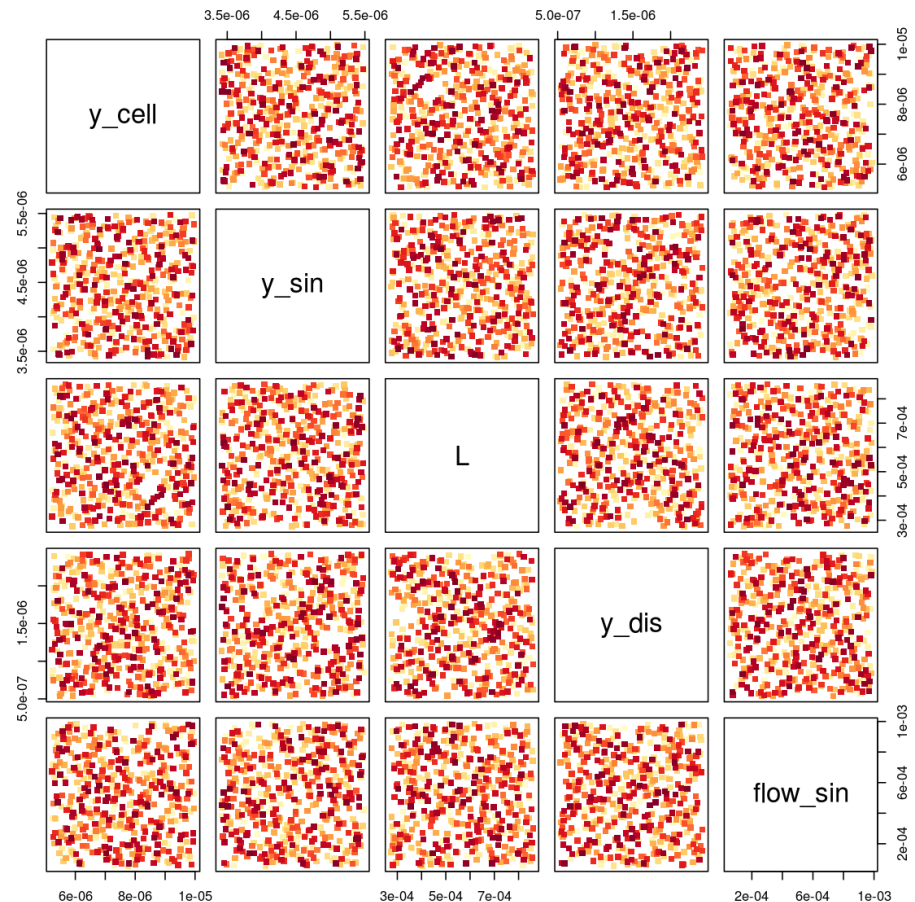 3.5e-06 4.5e-06 5.5e-06 5.0e-07 1.5e-06
y_cell
6e-06 8e-06 1e-05
3.5e-06 4.5e-06 5.5e-06
y_sin
L
3e-04 5e-04 7e-04
5.0e-07 1.5e-06
y_dis
flow_sin
2e-04 6e-04 1e-03
6e-06 8e-06 1e-05 3e-04 5e-04 7e-04 2e-04 6e-04 1e-03